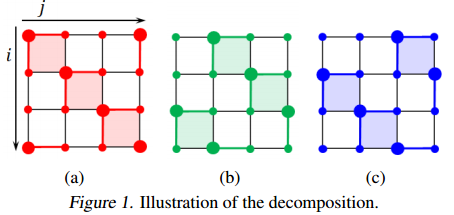 j
i
(a) (b) (c)
Figure 1. Illustration of the decomposition.